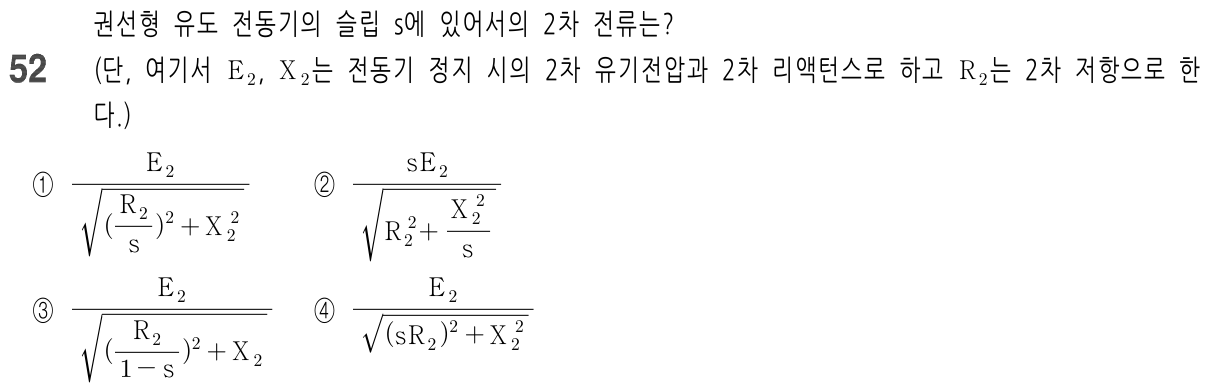 권선형 유도 전동기의 슬립 s에 있어서의 2차 전류는?
52 (단, 여기서 E₂, X₂는 전동기 정지 시의 2차 유기전압과 2차 리액턴스로 하고 R₂는 2차 저항으로 한
다.)
① $\frac{E_2}{\sqrt{(\frac{R_2}{s})^2+X_2^2}}$ ② $\frac{sE_2}{\sqrt{R_2^2+\frac{X_2^2}{s}}}$
③ $\frac{E_2}{\sqrt{(\frac{R_2}{1-s})^2+X_2}}$ ④ $\frac{E_2}{\sqrt{(sR_2)^2+X_2^2}}$